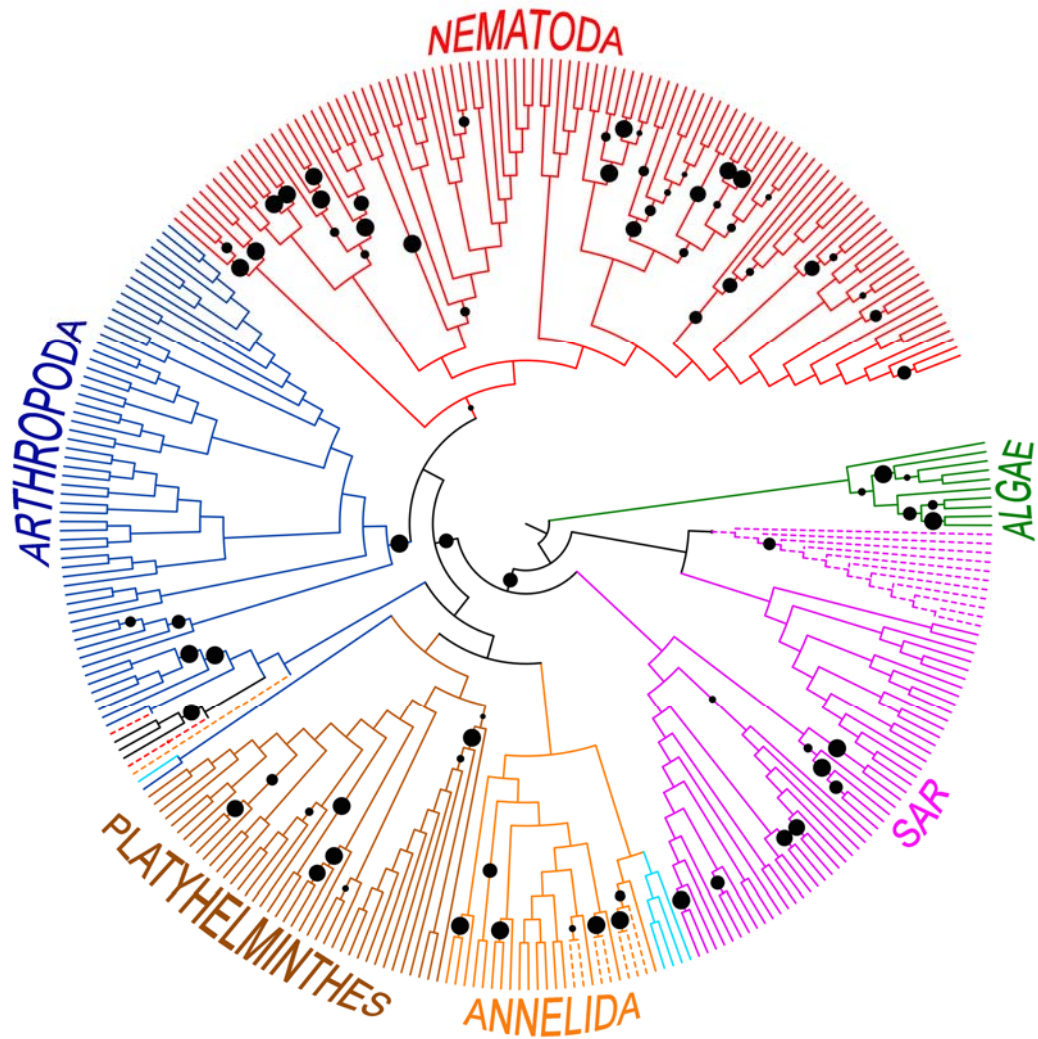 NEMATODA
ARTHROPODA
ALGAE
SAR
PLATYHELMINTHES
ANNELIDA